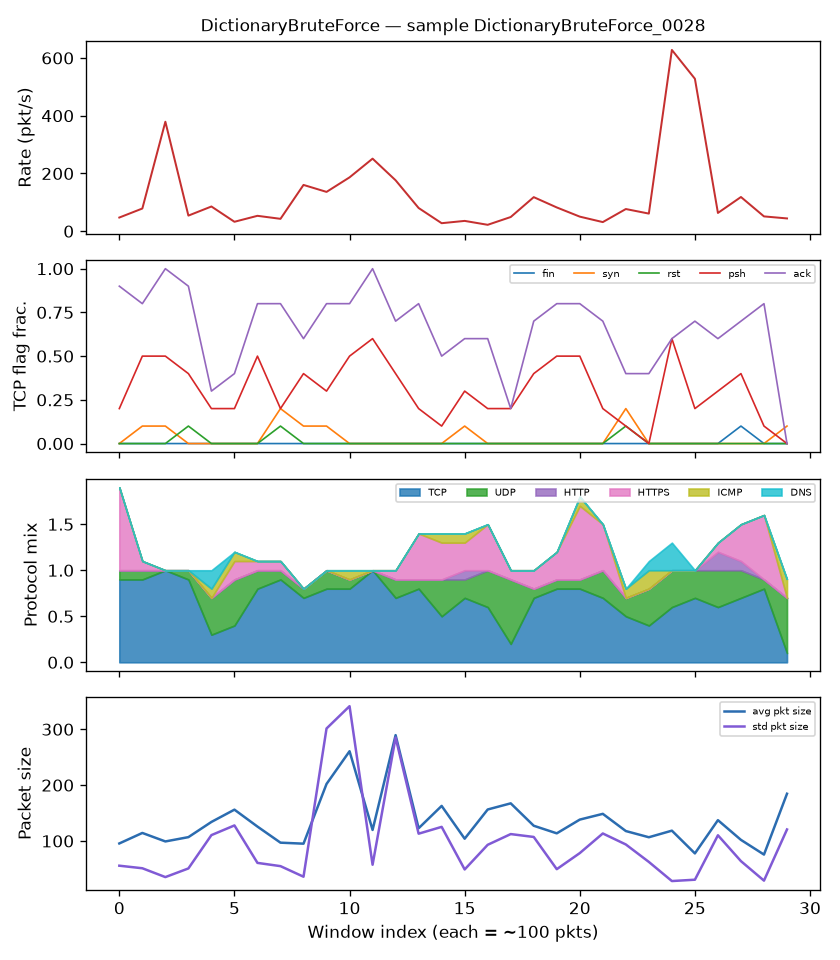 DictionaryBruteForce — sample DictionaryBruteForce_0028
Rate (pkt/s)
600
400
200
0
TCP flag frac.
1.00
0.75
0.50
0.25
0.00
fin syn rst psh ack
Protocol mix
1.5
1.0
0.5
0.0
TCP UDP HTTP HTTPS ICMP DNS
Packet size
300
200
100
avg pkt size
std pkt size
0 5 10 15 20 25 30
Window index (each = ~100 pkts)